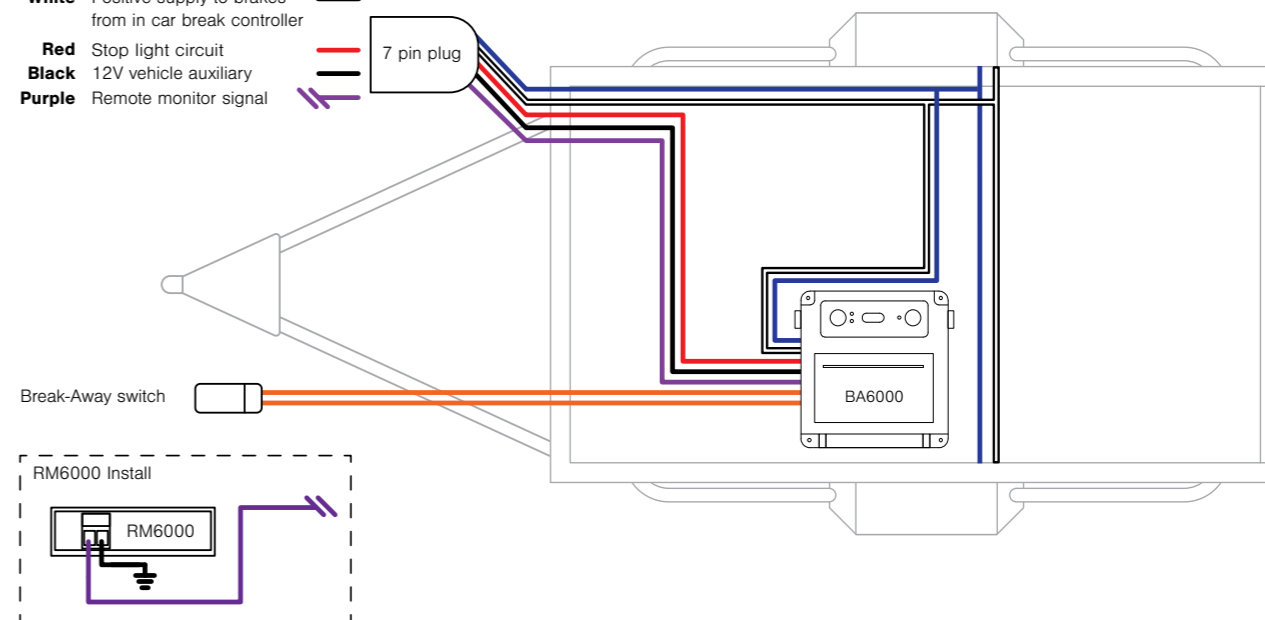 White Positive supply to brakes
from in car break controller
Red Stop light circuit
Black 12V vehicle auxiliary
Purple Remote monitor signal
7 pin plug
Break-Away switch
BA6000
RM6000 Install
RM6000